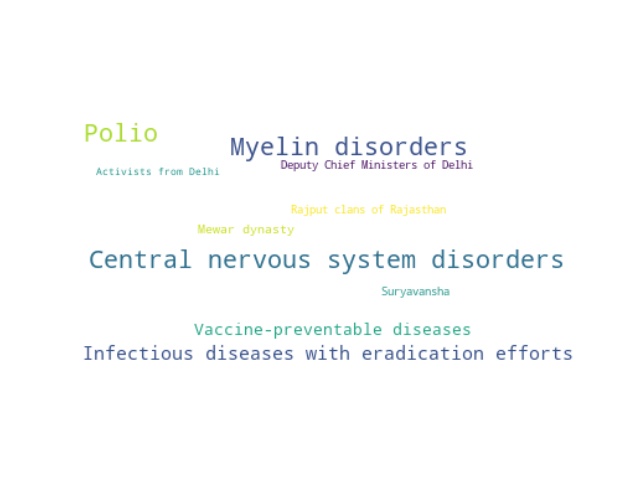 Polio
Myelin disorders
Deputy Chief Ministers of Delhi
Activists from Delhi
Rajput clans of Rasasthan
Mewar dynasty
Central nervous system disorders
Suryavansha
Vaccine-preventable diseases
Infectious diseases with eradication efforts